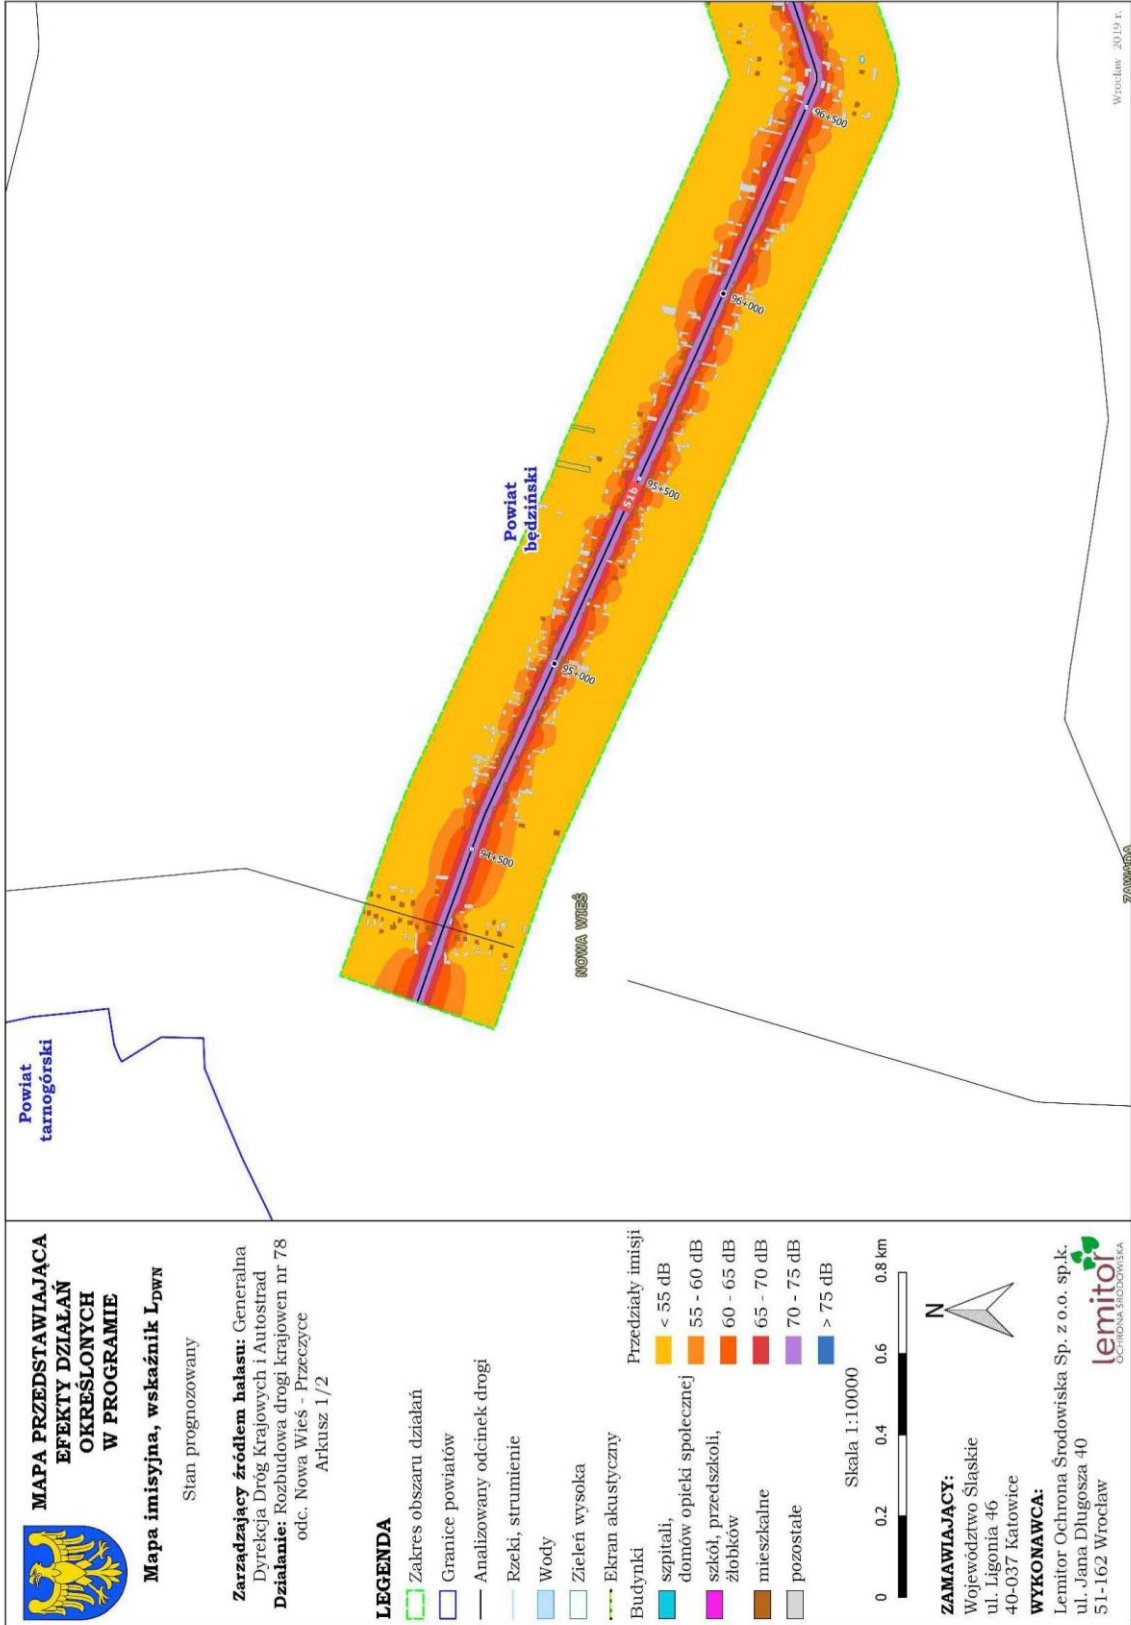 MAPA PRZEDSTAWIAJĄCA
EFEKTY DZIAŁAŃ
OKREŚLONYCH
W PROGRAMIE
Mapa imisyjna, wskaźnik LDWN
Stan prognozowany
Zarządzający źródłem hałasu: Generalna
Dyrekcja Dróg Krajowych i Autostrad
Działanie: Rozbudowa drogi krajowen nr 78
odc. Nowa Wieś - Przeczyce
Arkusz 1/2
LEGENDA
Zakres obszaru działań
Granice powiatów
Analizowany odcinek drogi
Rzeki, strumienie
Wody
Zieleń wysoka
Ekran akustyczny
Budynki
szpitali,
domów opieki społecznej
szkół, przedszkoli,
żłobków
mieszkalne
pozostałe
Przedziały imisji
< 55 dB
55 - 60 dB
60 - 65 dB
65 - 70 dB
70 - 75 dB
> 75 dB
Skala 1:10000
0 0.2 0.4 0.6 0.8 km
N
ZAMAWIAJĄCY:
Województwo Śląskie
ul. Ligonia 46
40-037 Katowice
WYKONAWCA:
Lemitor Ochrona Środowiska Sp. z o.o. sp.k.
ul. Jana Długosza 40
51-162 Wrocław
lemitor
OCHRONA ŚRODOWISKA
Powiat
tarnogórski
Powiat
będziński
NOWA WIEŚ
ZAWADA
94+500
95+000
95+500
S1b
96+000
96+500
Wrocław 2019 r.